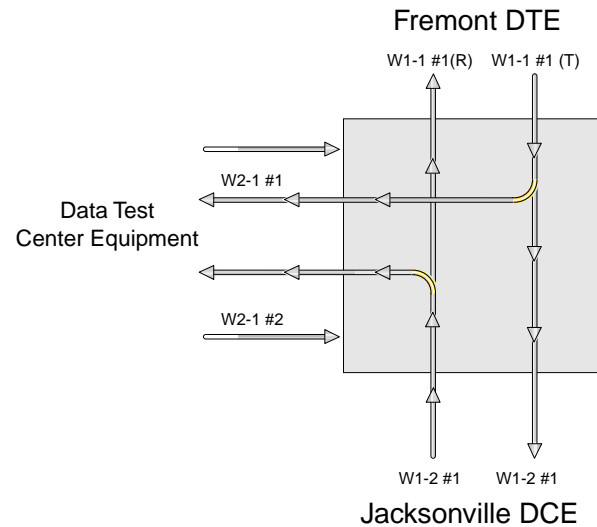 Fremont DTE
W1-1 #1(R)
W1-1 #1 (T)
W2-1 #1
Data Test
Center Equipment
W2-1 #2
W1-2 #1
W1-2 #1
Jacksonville DCE